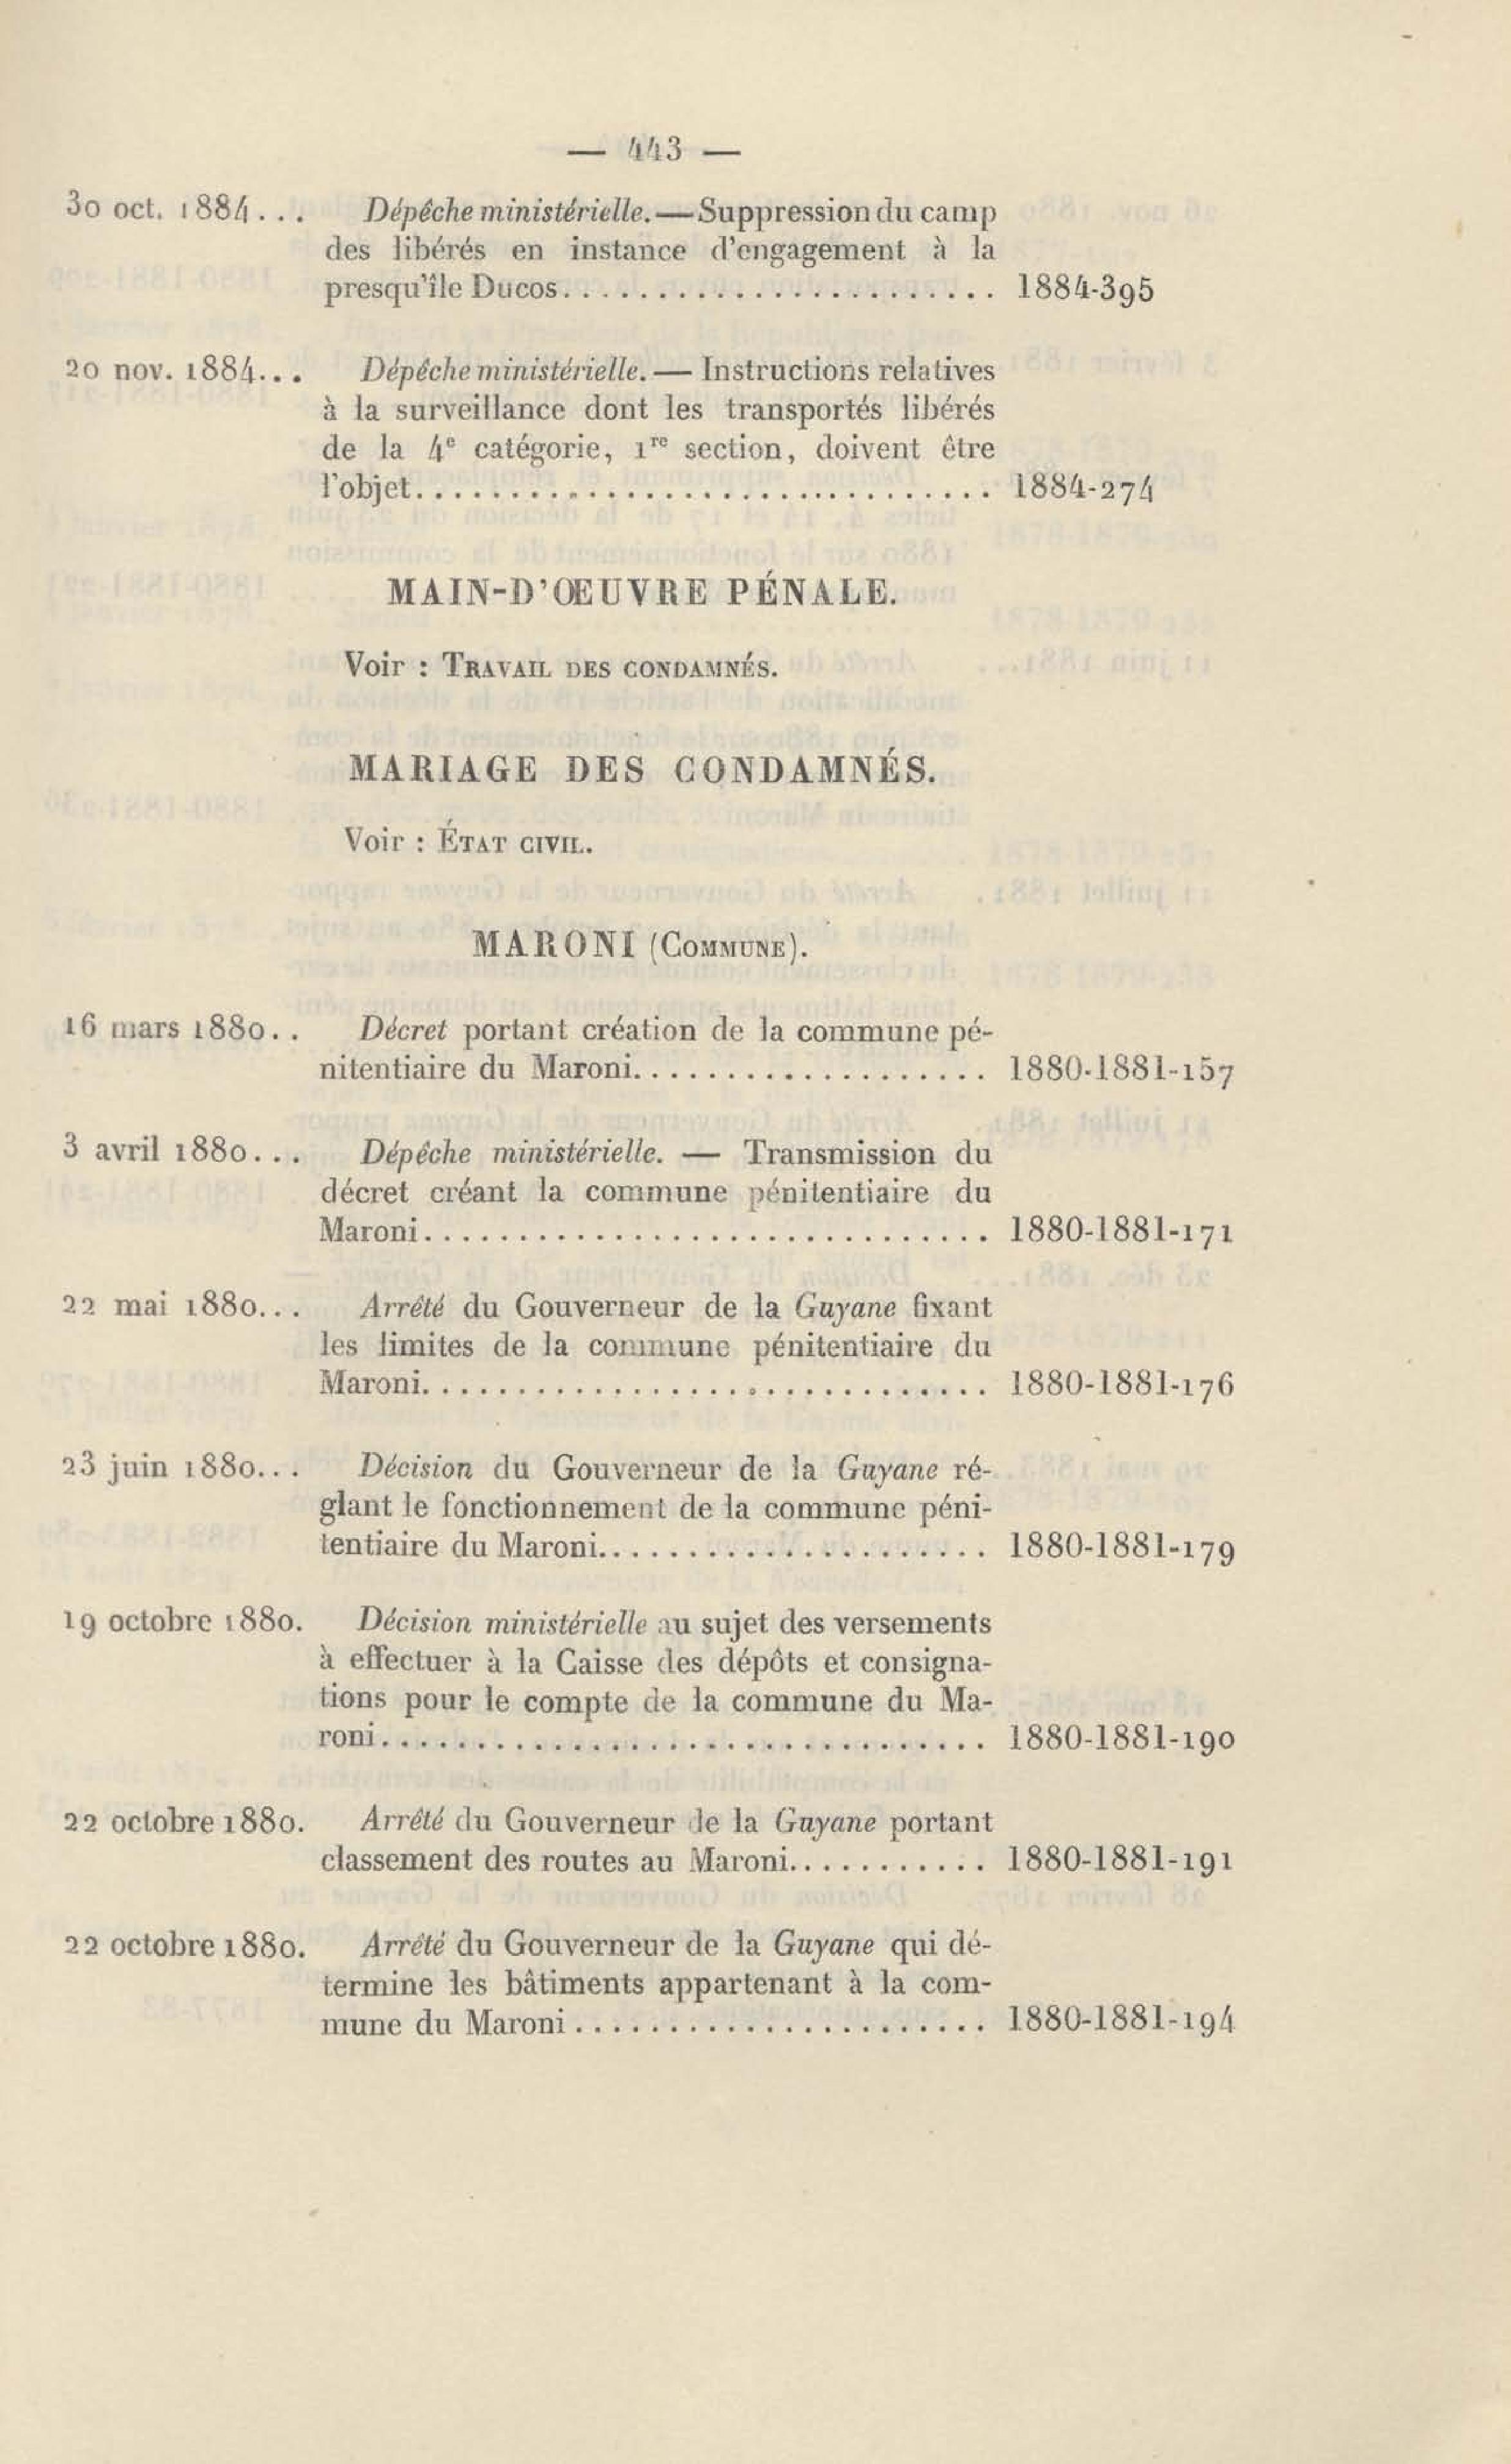 — 443 —
30 oct. 1884... Dépêche ministérielle. — Suppression du camp
des libérés en instance d'engagement à la
presqu'île Ducos....................... 1884-395
20 nov. 1884... Dépêche ministérielle. — Instructions relatives
à la surveillance dont les transportés libérés
de la 4e catégorie, 1re section, doivent être
l'objet............................... 1884-274
MAIN-D'ŒUVRE PÉNALE.
Voir : TRAVAIL DES CONDAMNÉS.
MARIAGE DES CONDAMNÉS.
Voir : ÉTAT CIVIL.
MARONI (COMMUNE).
16 mars 1880.. Décret portant création de la commune pé-
nitentiaire du Maroni................... 1880-1881-157
3 avril 1880... Dépêche ministérielle. — Transmission du
décret créant la commune pénitentiaire du
Maroni.............................. 1880-1881-171
22 mai 1880... Arrêté du Gouverneur de la Guyane fixant
les limites de la commune pénitentiaire du
Maroni.............................. 1880-1881-176
23 juin 1880... Décision du Gouverneur de la Guyane ré-
glant le fonctionnement de la commune péni-
tentiaire du Maroni..................... 1880-1881-179
19 octobre 1880. Décision ministérielle au sujet des versements
à effectuer à la Caisse des dépôts et consigna-
tions pour le compte de la commune du Ma-
roni................................ 1880-1881-190
22 octobre 1880. Arrêté du Gouverneur de la Guyane portant
classement des routes au Maroni........... 1880-1881-191
22 octobre 1880. Arrêté du Gouverneur de la Guyane qui dé-
termine les bâtiments appartenant à la com-
mune du Maroni...................... 1880-1881-194